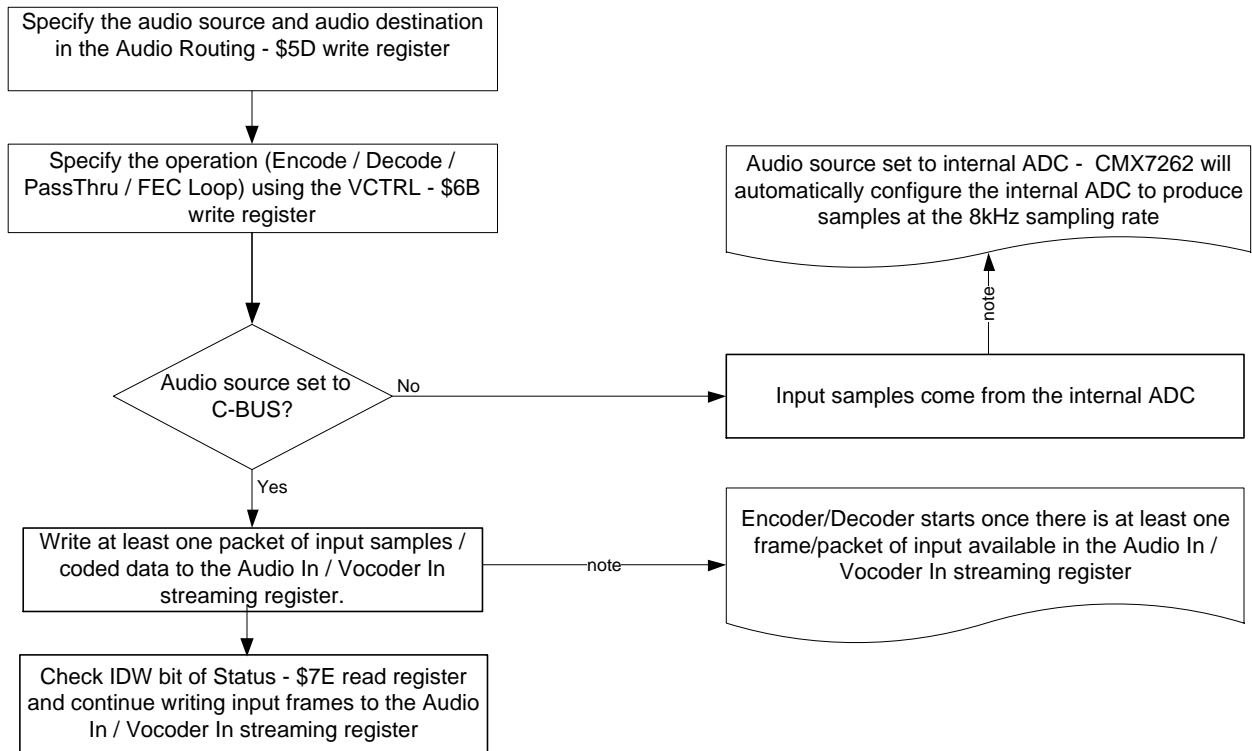 Specify the audio source and audio destination
in the Audio Routing - $5D write register
Specify the operation (Encode / Decode /
PassThru / FEC Loop) using the VCTRL - $6B
write register
Audio source set to internal ADC -  CMX7262 will
automatically configure the internal ADC to produce
samples at the 8kHz sampling rate
note
Audio source set to
C-BUS?
No
Input samples come from the internal ADC
Yes
Write at least one packet of input samples /
coded data to the Audio In / Vocoder In
streaming register.
note
Encoder/Decoder starts once there is at least one
frame/packet of input available in the Audio In /
Vocoder In streaming register
Check IDW bit of Status - $7E read register
and continue writing input frames to the Audio
In / Vocoder In streaming register